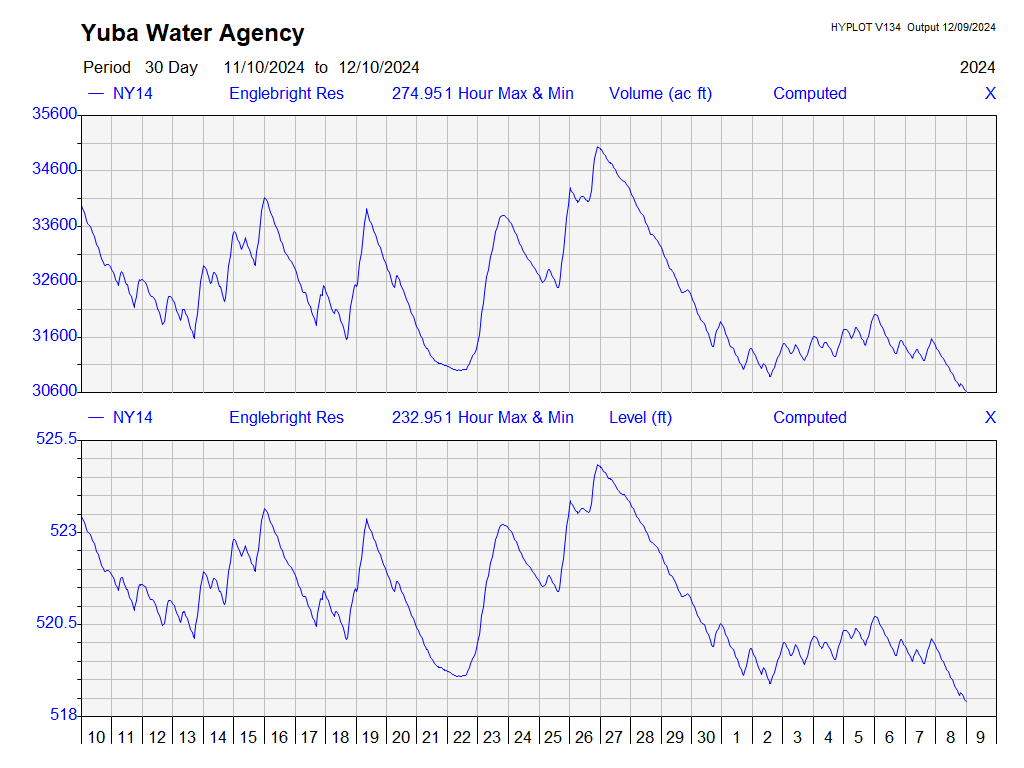 Yuba Water Agency
HYPLOT V134 Output 12/09/2024
Period 30 Day 11/10/2024 to 12/10/2024 2024
NY14 Englebright Res 274.951 Hour Max & Min Volume (ac ft) Computed X
35600
34600
33600
32600
31600
30600
NY14 Englebright Res 232.951 Hour Max & Min Level (ft) Computed X
525.5
523
520.5
518
10 11 12 13 14 15 16 17 18 19 20 21 22 23 24 25 26 27 28 29 30 1 2 3 4 5 6 7 8 9